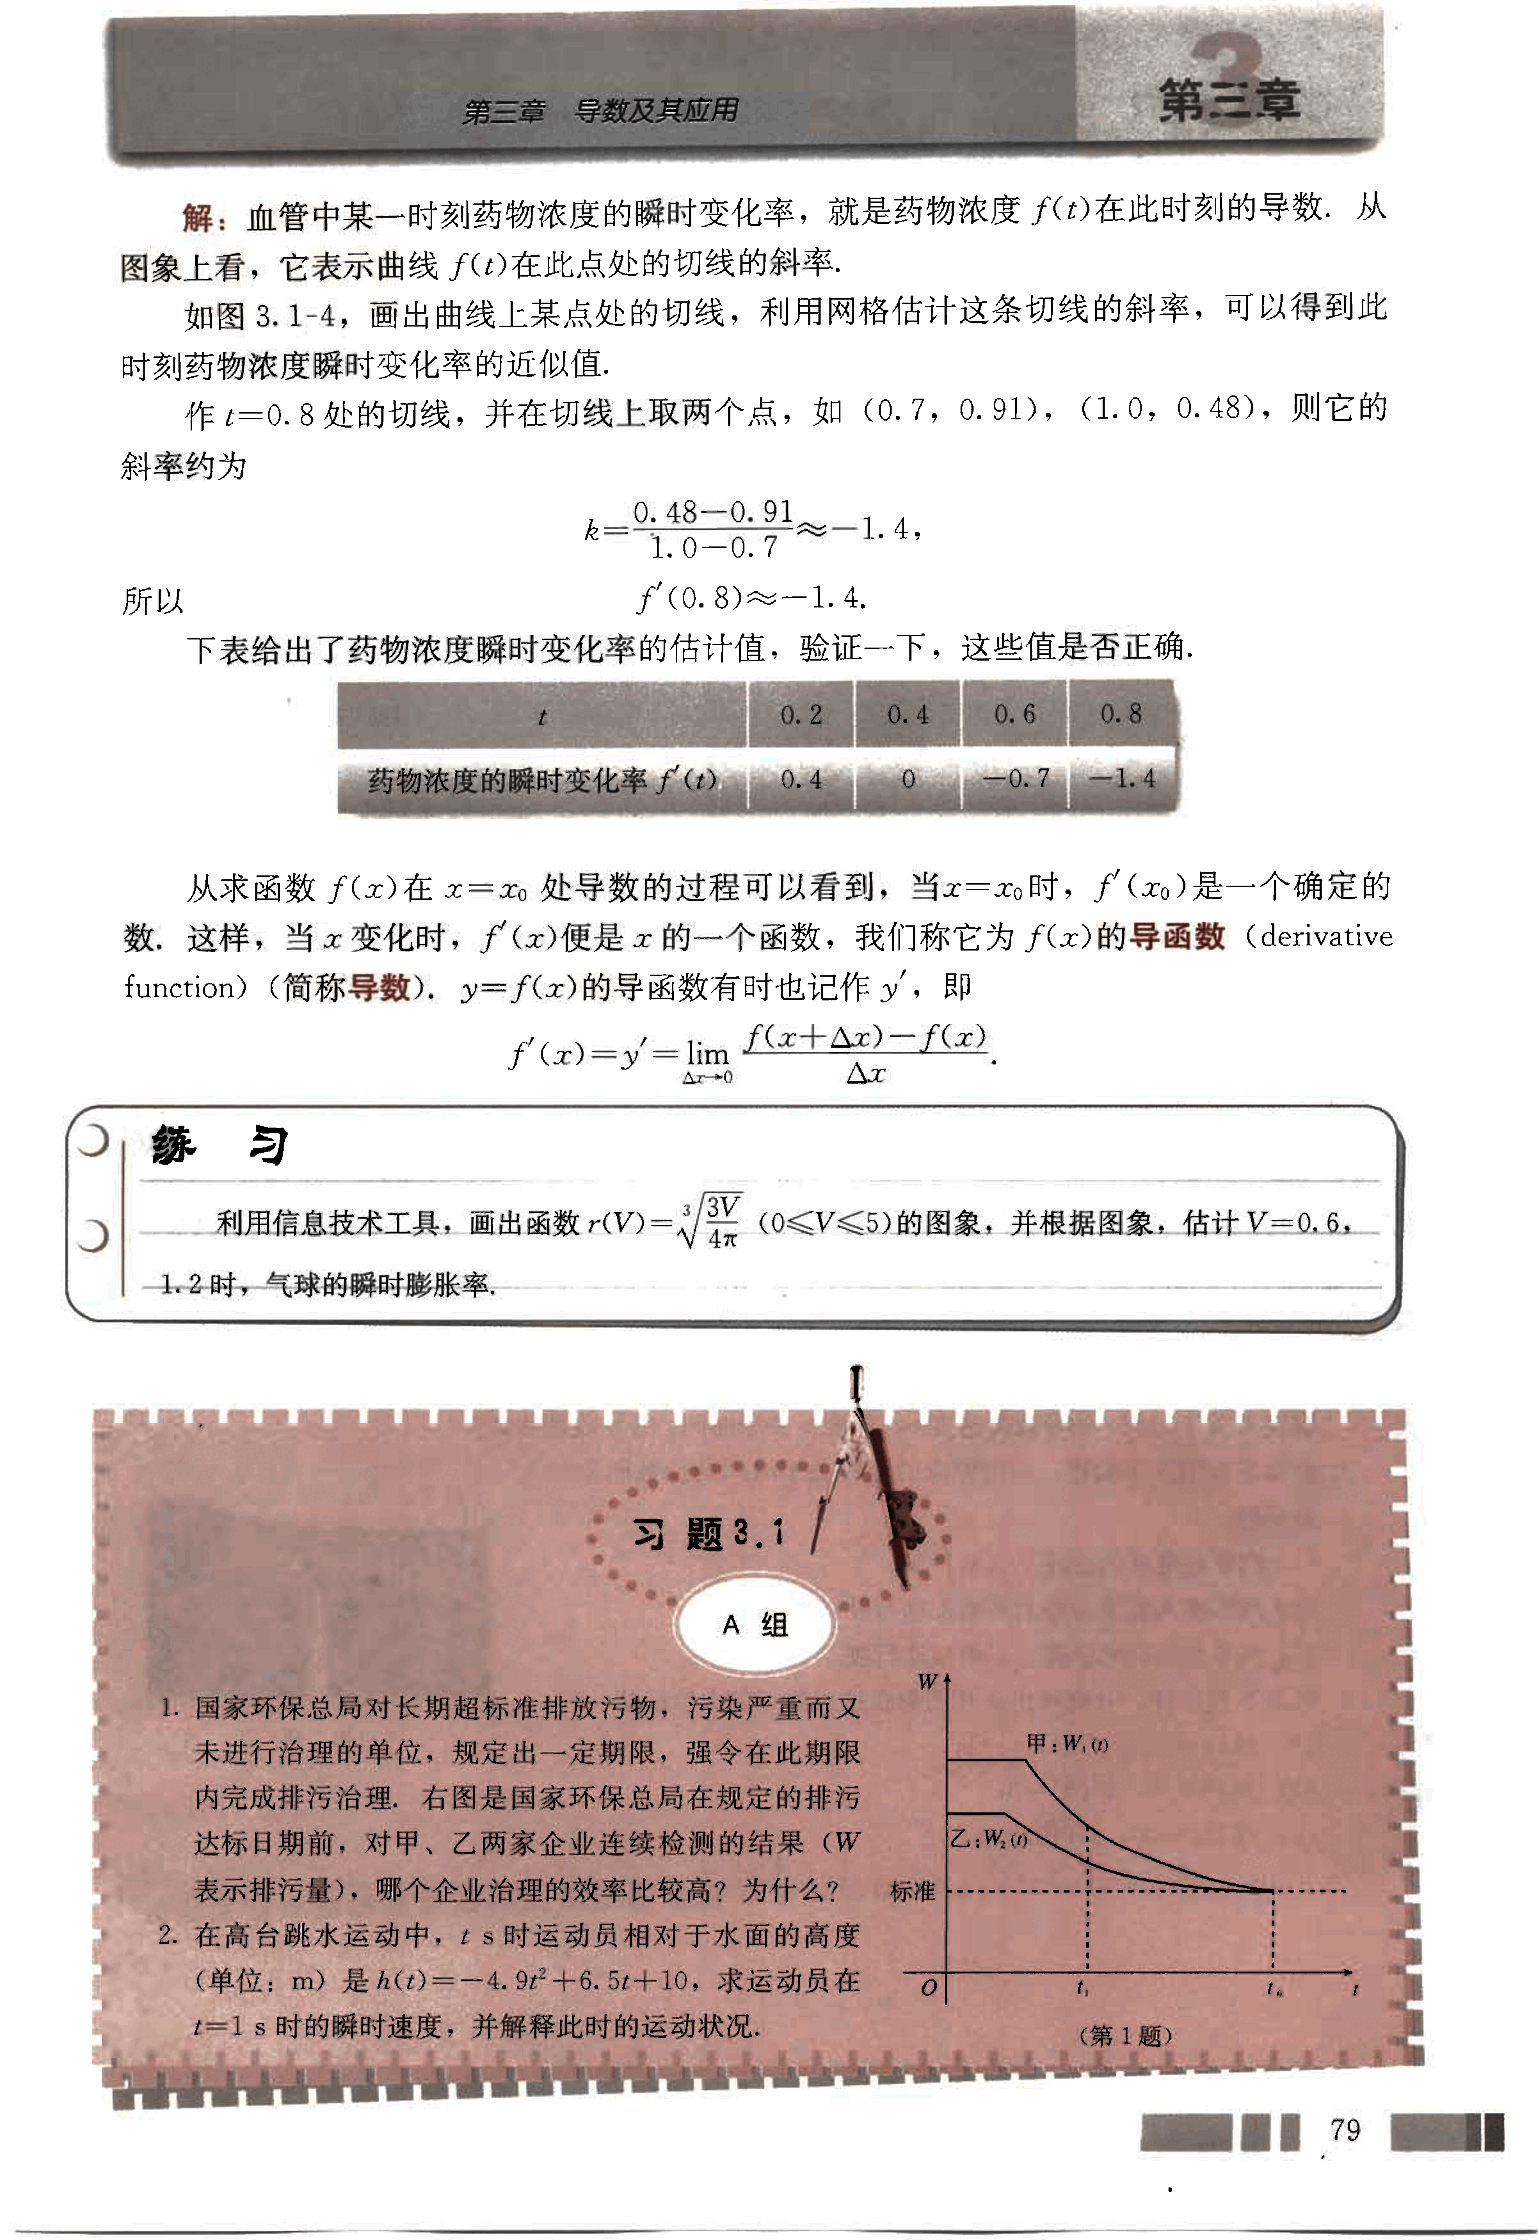 第三章 导数及其应用
第三章
解：血管中某一时刻药物浓度的瞬时变化率，就是药物浓度 f(t)在此时刻的导数. 从
图象上看，它表示曲线 f(t)在此点处的切线的斜率.
如图 3.1-4，画出曲线上某点处的切线，利用网格估计这条切线的斜率，可以得到此
时刻药物浓度瞬时变化率的近似值.
作 t=0.8 处的切线，并在切线上取两个点，如（0.7，0.91），（1.0，0.48），则它的
斜率约为
k=\frac{0.48-0.91}{1.0-0.7}≈-1.4，
所以 f′(0.8)≈-1.4.
下表给出了药物浓度瞬时变化率的估计值，验证一下，这些值是否正确.
t 0.2 0.4 0.6 0.8
药物浓度的瞬时变化率 f′(t) 0.4 0 -0.7 -1.4
从求函数 f(x)在 x=x₀ 处导数的过程可以看到，当x=x₀时，f′(x₀)是一个确定的
数. 这样，当 x 变化时，f′(x)便是 x 的一个函数，我们称它为 f(x)的导函数（derivative
function）（简称导数）. y=f(x)的导函数有时也记作 y′，即
f′(x)=y′=\lim_{Δx→0}\frac{f(x+Δx)-f(x)}{Δx}.
练 习
利用信息技术工具，画出函数 r(V)=\sqrt[3]{\frac{3V}{4π}}（0≤V≤5)的图象，并根据图象，估计 V=0.6，
1.2 时，气球的瞬时膨胀率.
习 题 3.1
A 组
1. 国家环保总局对长期超标准排放污物，污染严重而又
未进行治理的单位，规定出一定期限，强令在此期限
内完成排污治理. 右图是国家环保总局在规定的排污
达标日期前，对甲、乙两家企业连续检测的结果（W
表示排污量），哪个企业治理的效率比较高？为什么？
2. 在高台跳水运动中，t s 时运动员相对于水面的高度
（单位：m）是 h(t)=-4.9t²+6.5t+10，求运动员在
t=1 s 时的瞬时速度，并解释此时的运动状况.
W
甲：W₁(t)
乙：W₂(t)
标准
O t₁ t₀ t
（第 1 题）
79